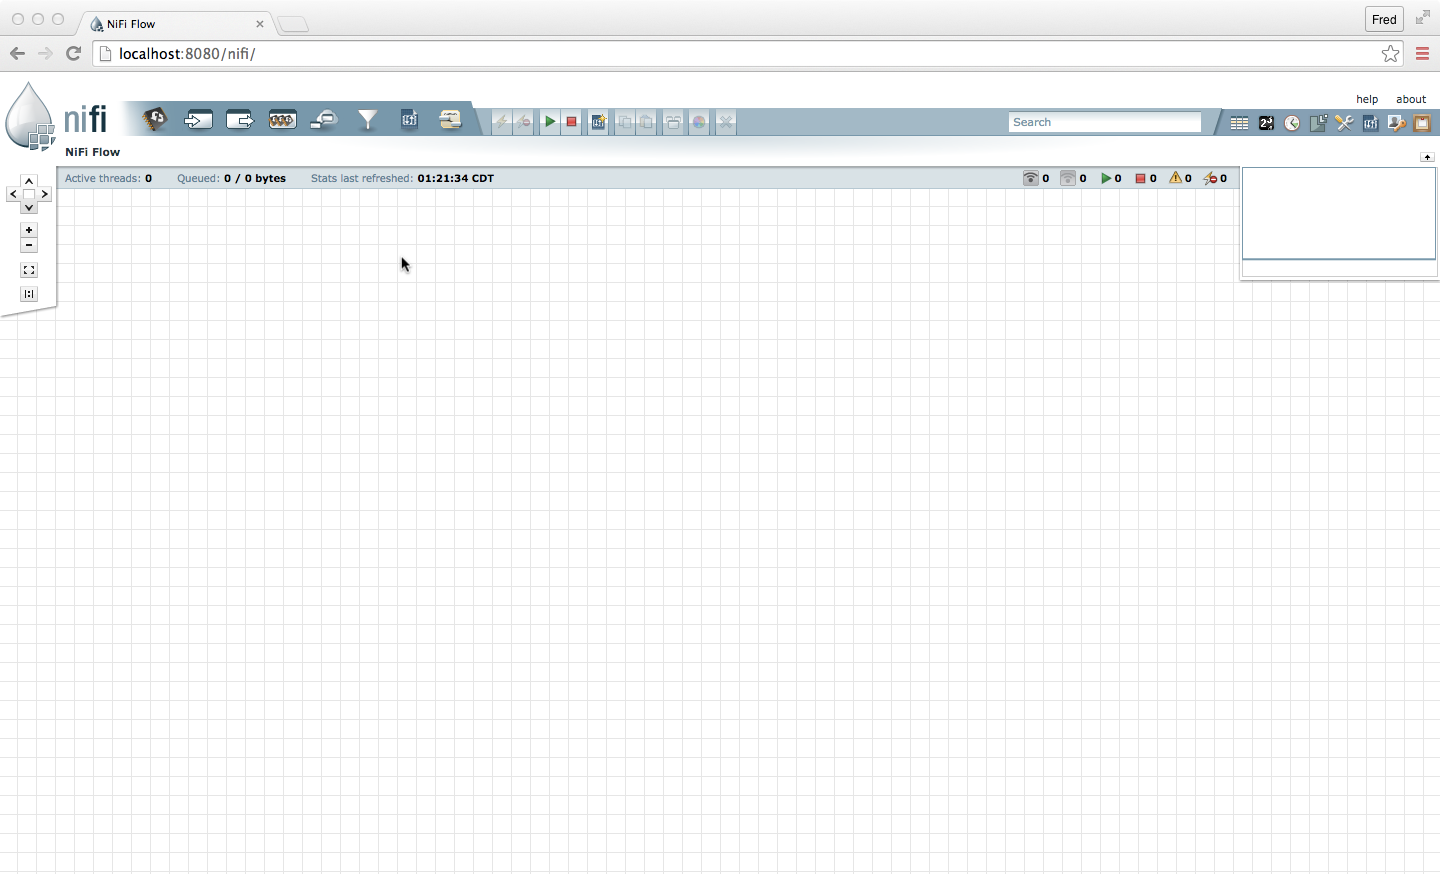 NiFi Flow
Fred
localhost:8080/nifi/
nifi
help about
Search
NiFi Flow
Active threads: 0 Queued: 0 / 0 bytes Stats last refreshed: 01:21:34 CDT 0 0 0 0 0 0